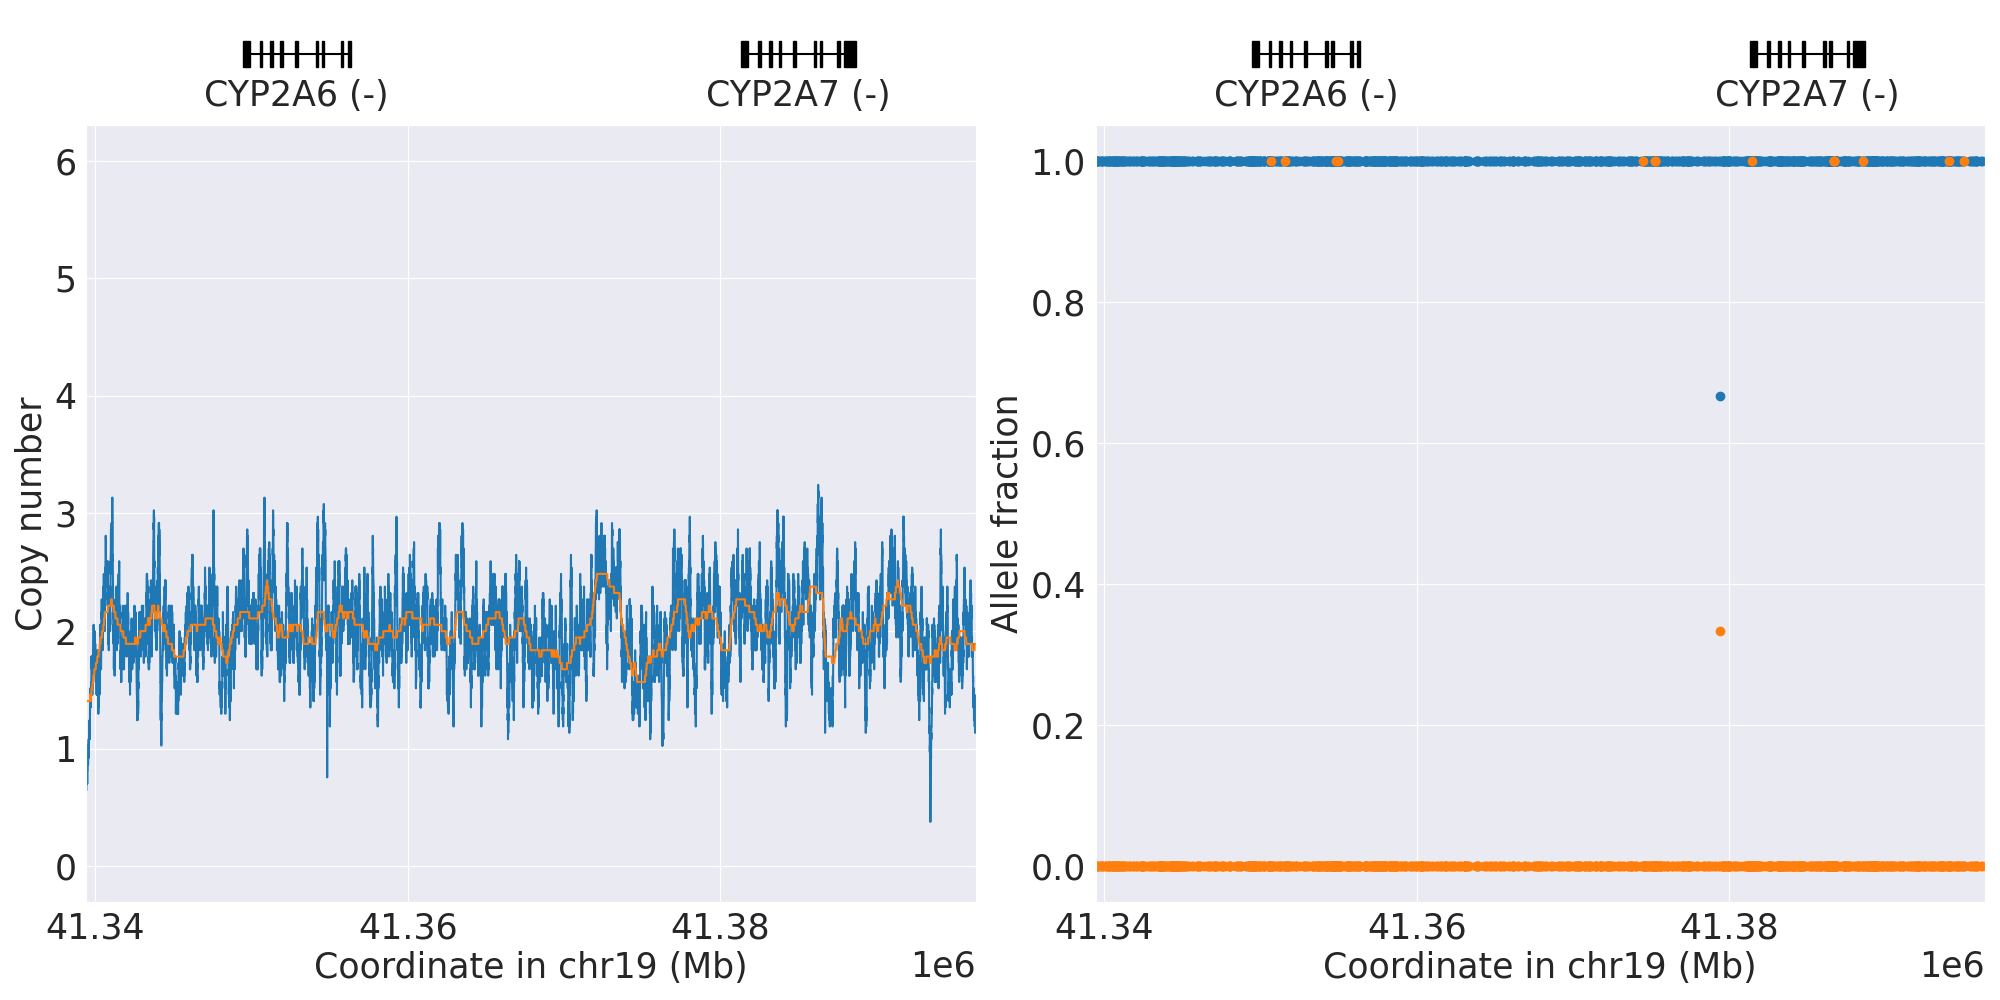 CYP2A6 (-)
CYP2A7 (-)
6
5
4
3
2
1
0
Copy number
41.34
41.36
41.38
Coordinate in chr19 (Mb)
1e6
CYP2A6 (-)
CYP2A7 (-)
1.0
0.8
0.6
0.4
0.2
0.0
Allele fraction
41.34
41.36
41.38
Coordinate in chr19 (Mb)
1e6